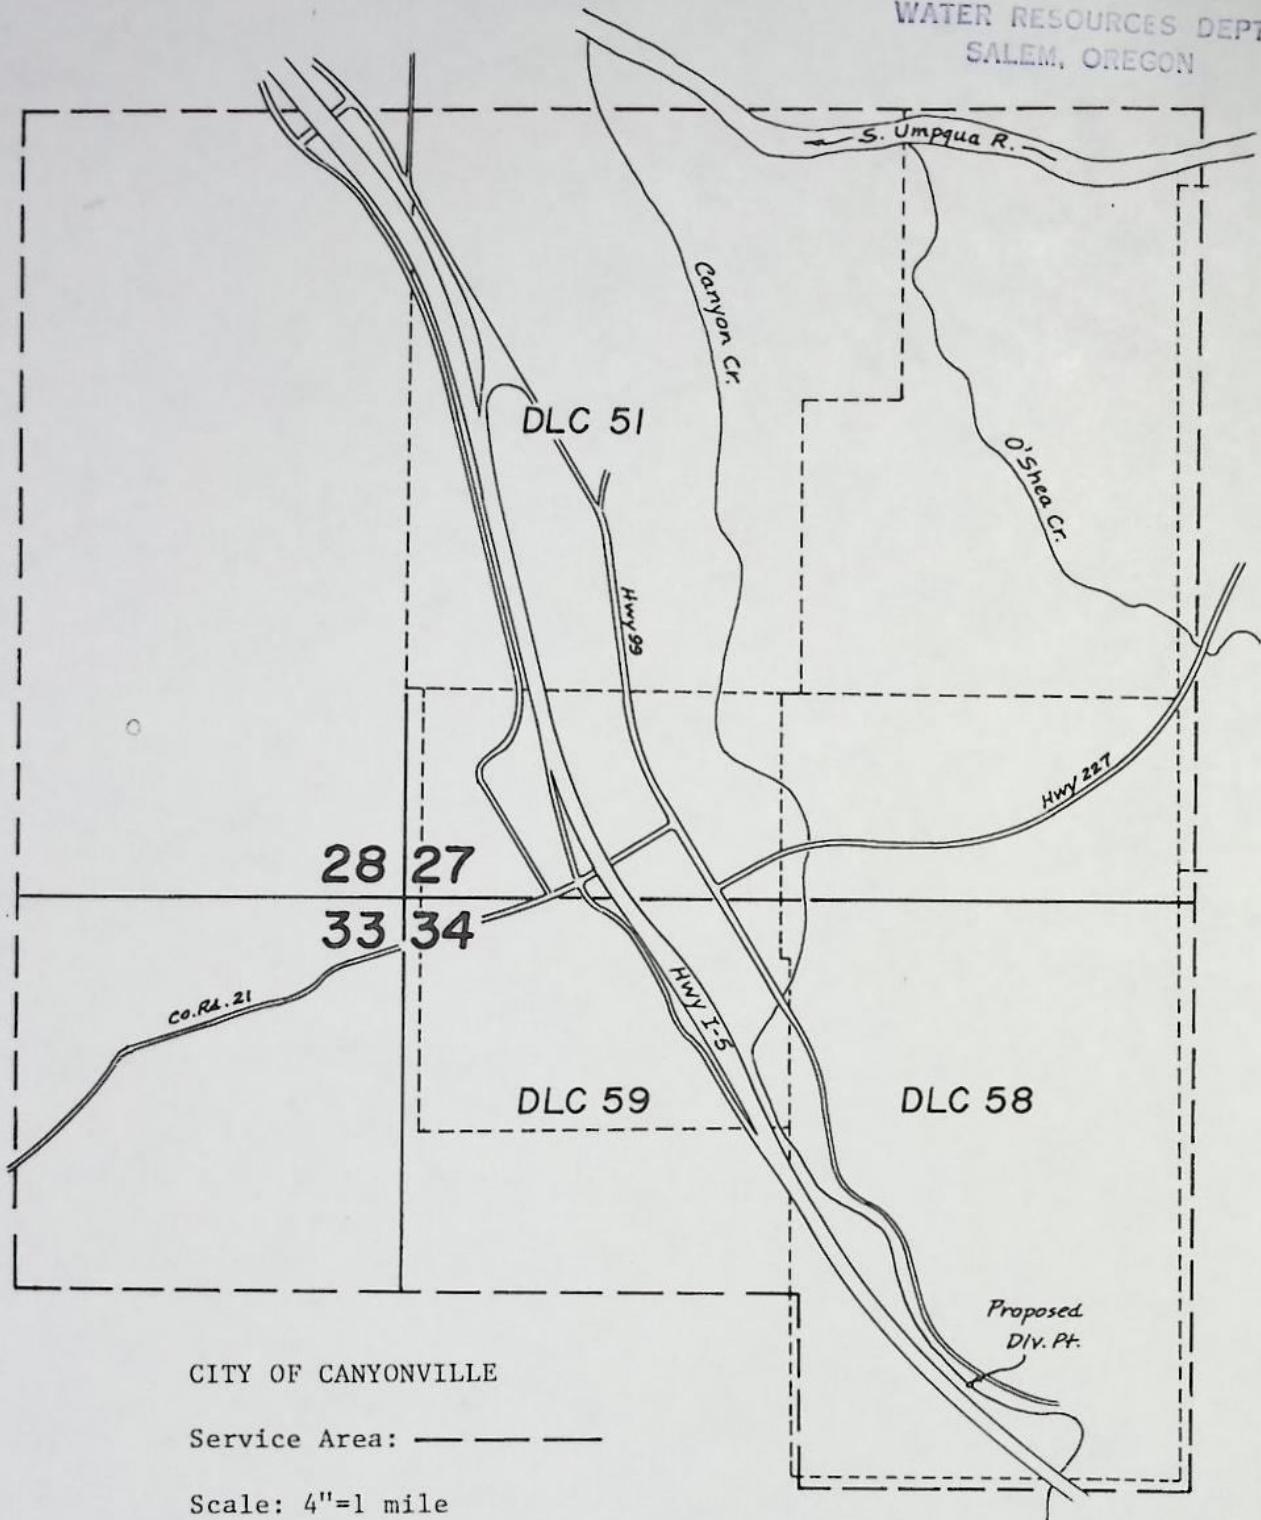 WATER RESOURCES DEPT
SALEM, OREGON
S. Umpqua R.
Canyon Cr.
DLC 51
O'Shea Cr.
Hwy 99
Hwy 227
28 27
33 34
Co. Rd. 21
Hwy I-5
DLC 59
DLC 58
Proposed
Div. Pt.
CITY OF CANYONVILLE
Service Area:
Scale: 4"=1 mile